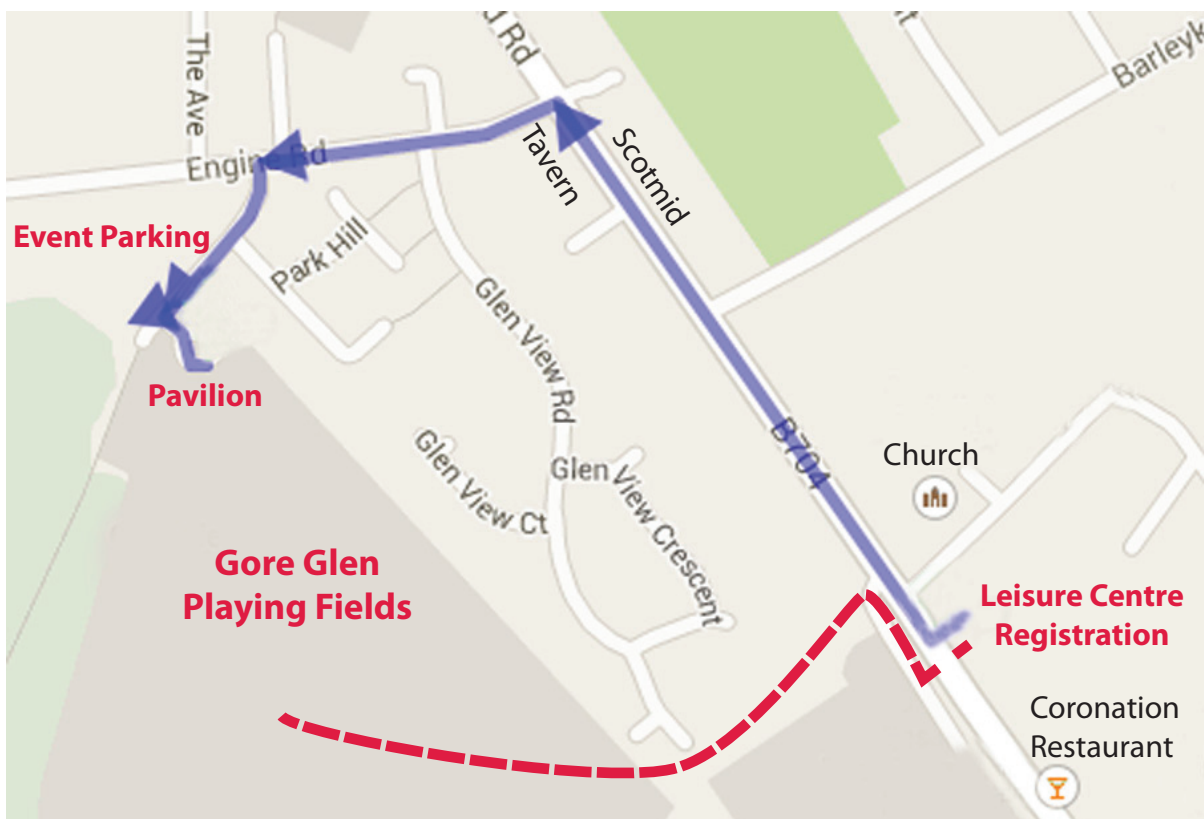 The Ave
d Rd
t
Barleyk
Engine Rd
Tavern
Scotmid
Event Parking
Park Hill
Glen View Rd
Pavilion
B704
Church
Glen View Ct
Glen View Crescent
Gore Glen
Playing Fields
Leisure Centre
Registration
Coronation
Restaurant